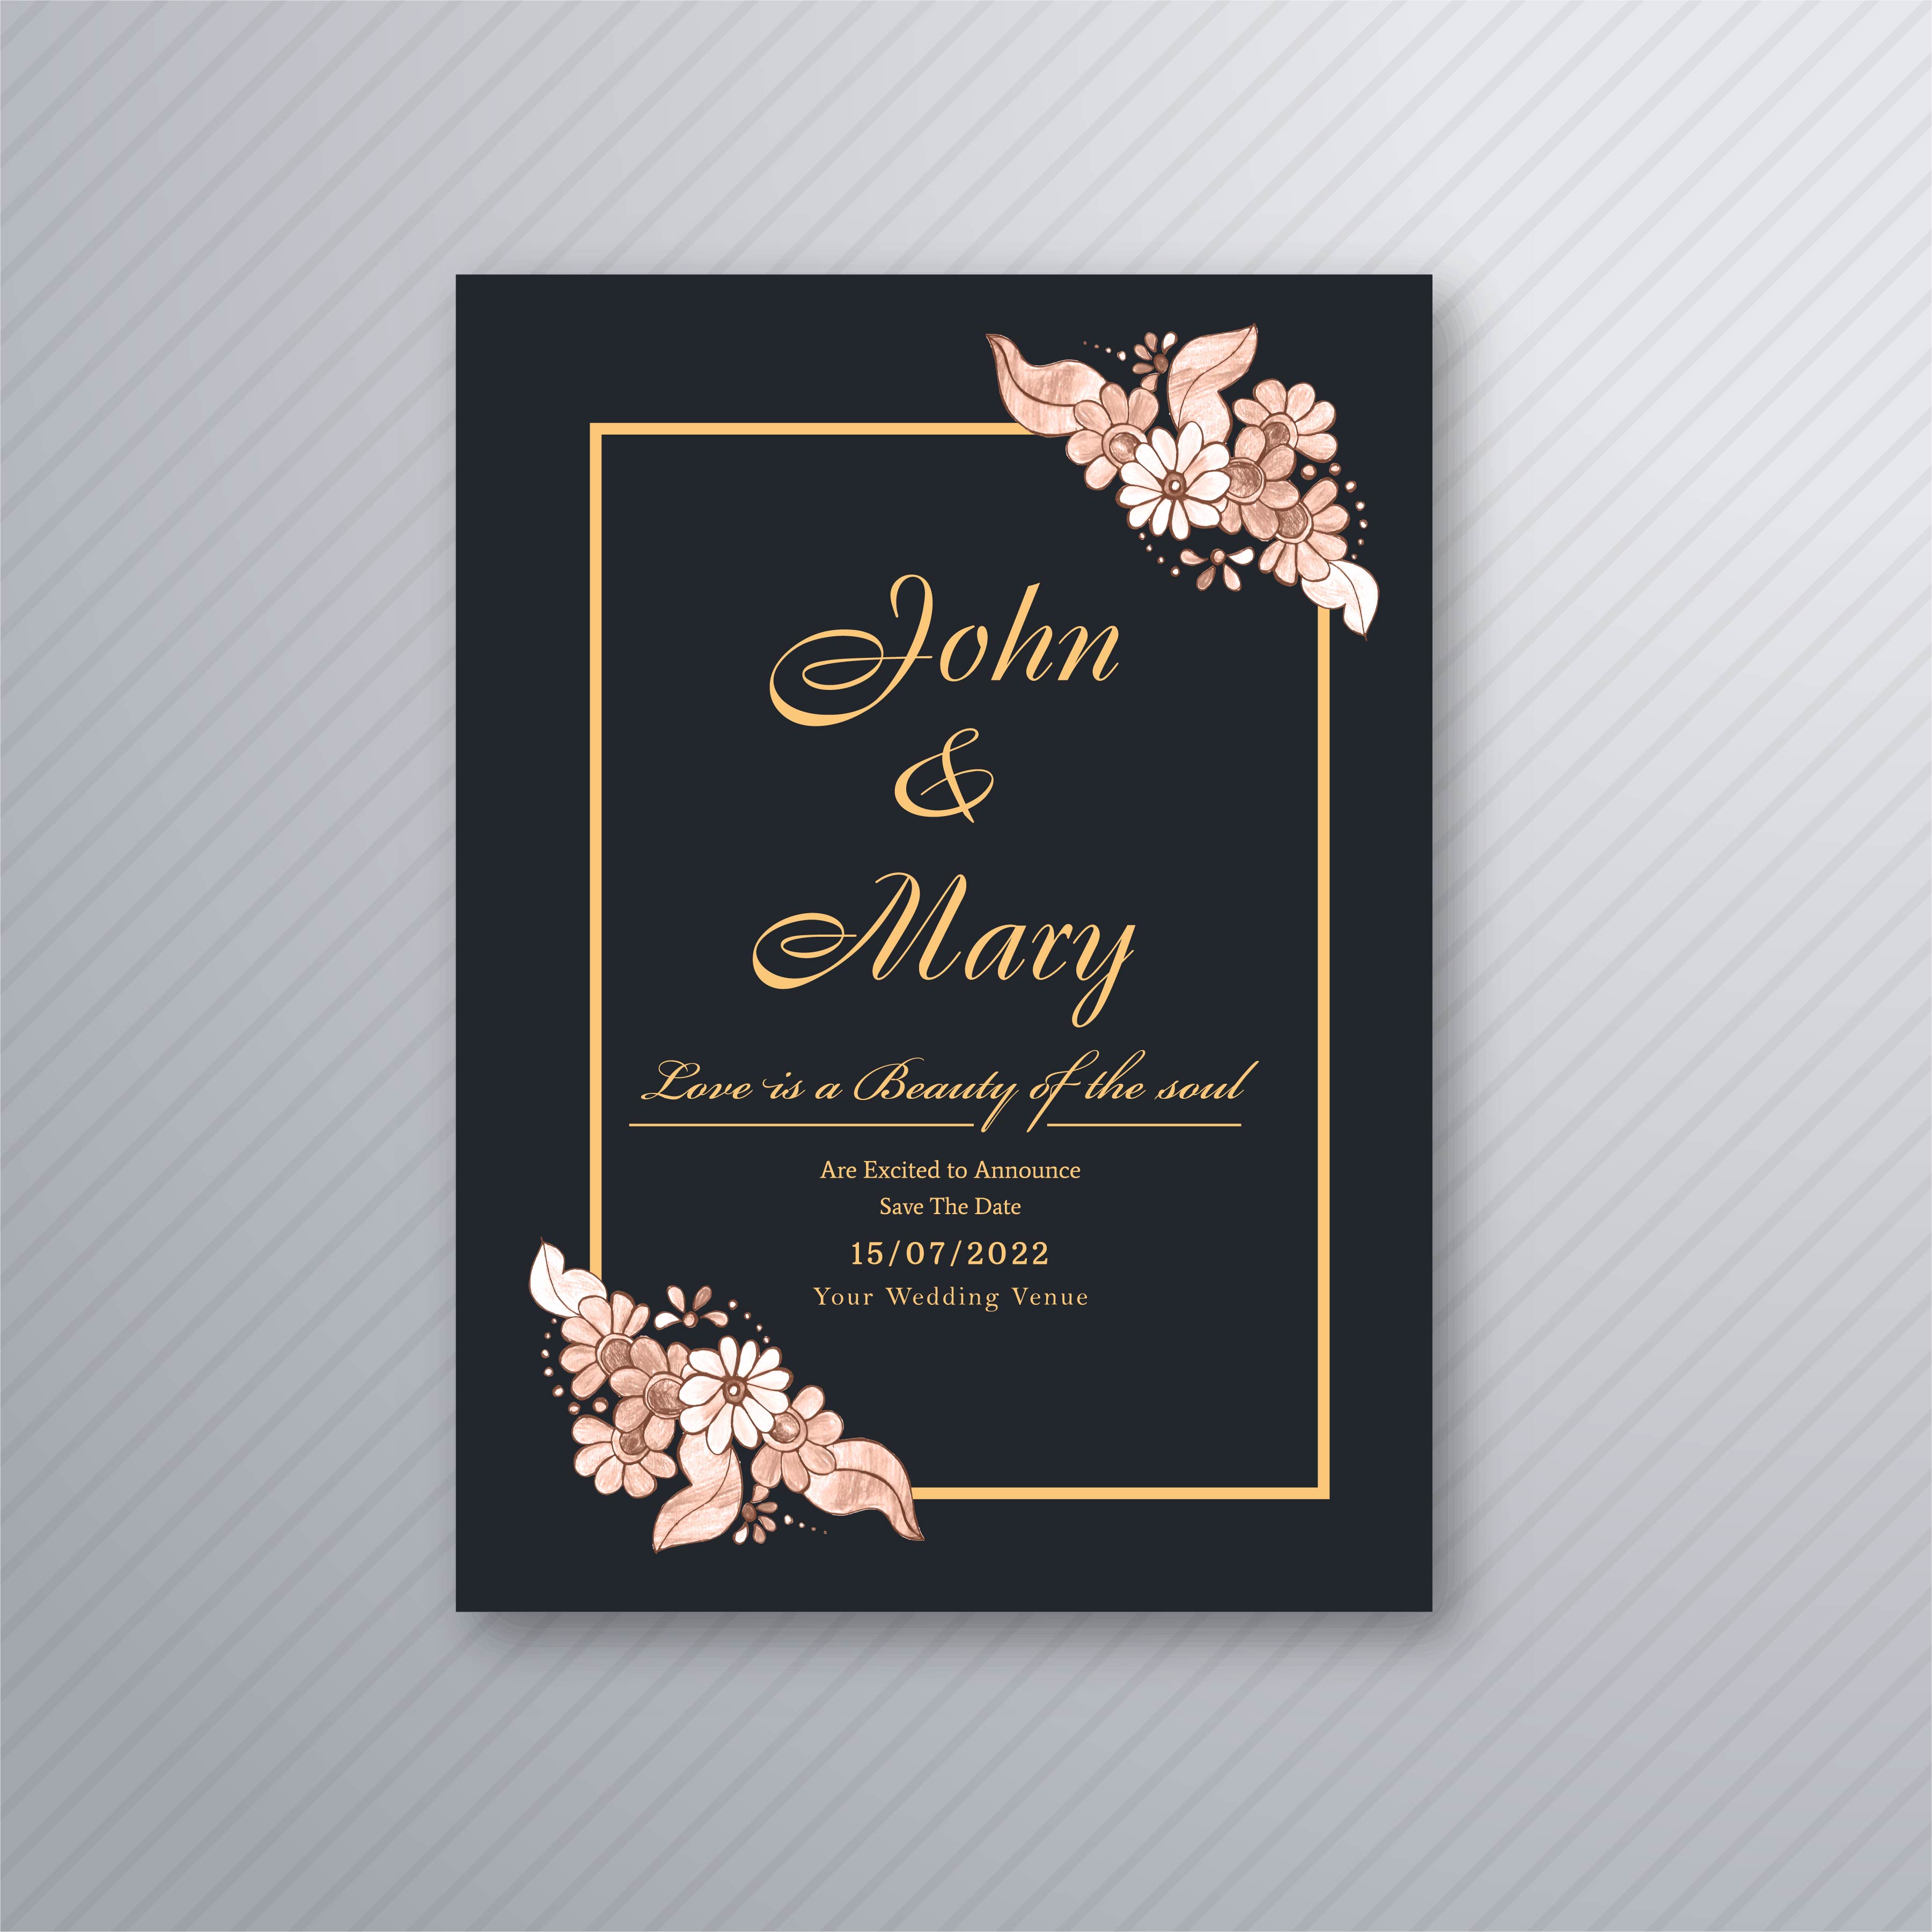 John
&
Mary
Love is a Beauty of the soul
Are Excited to Announce
Save The Date
15/07/2022
Your Wedding Venue